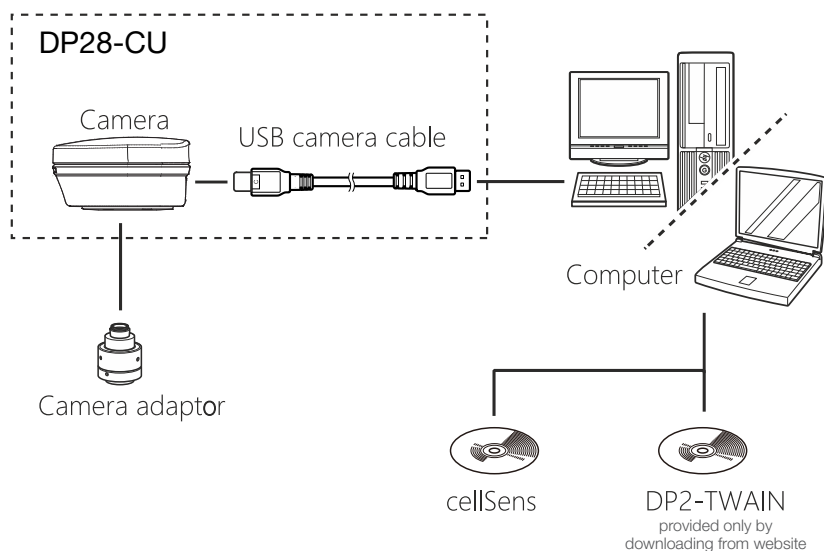 DP28-CU
Camera
USB camera cable
Computer
Camera adaptor
cellSens
DP2-TWAIN
provided only by
downloading from website